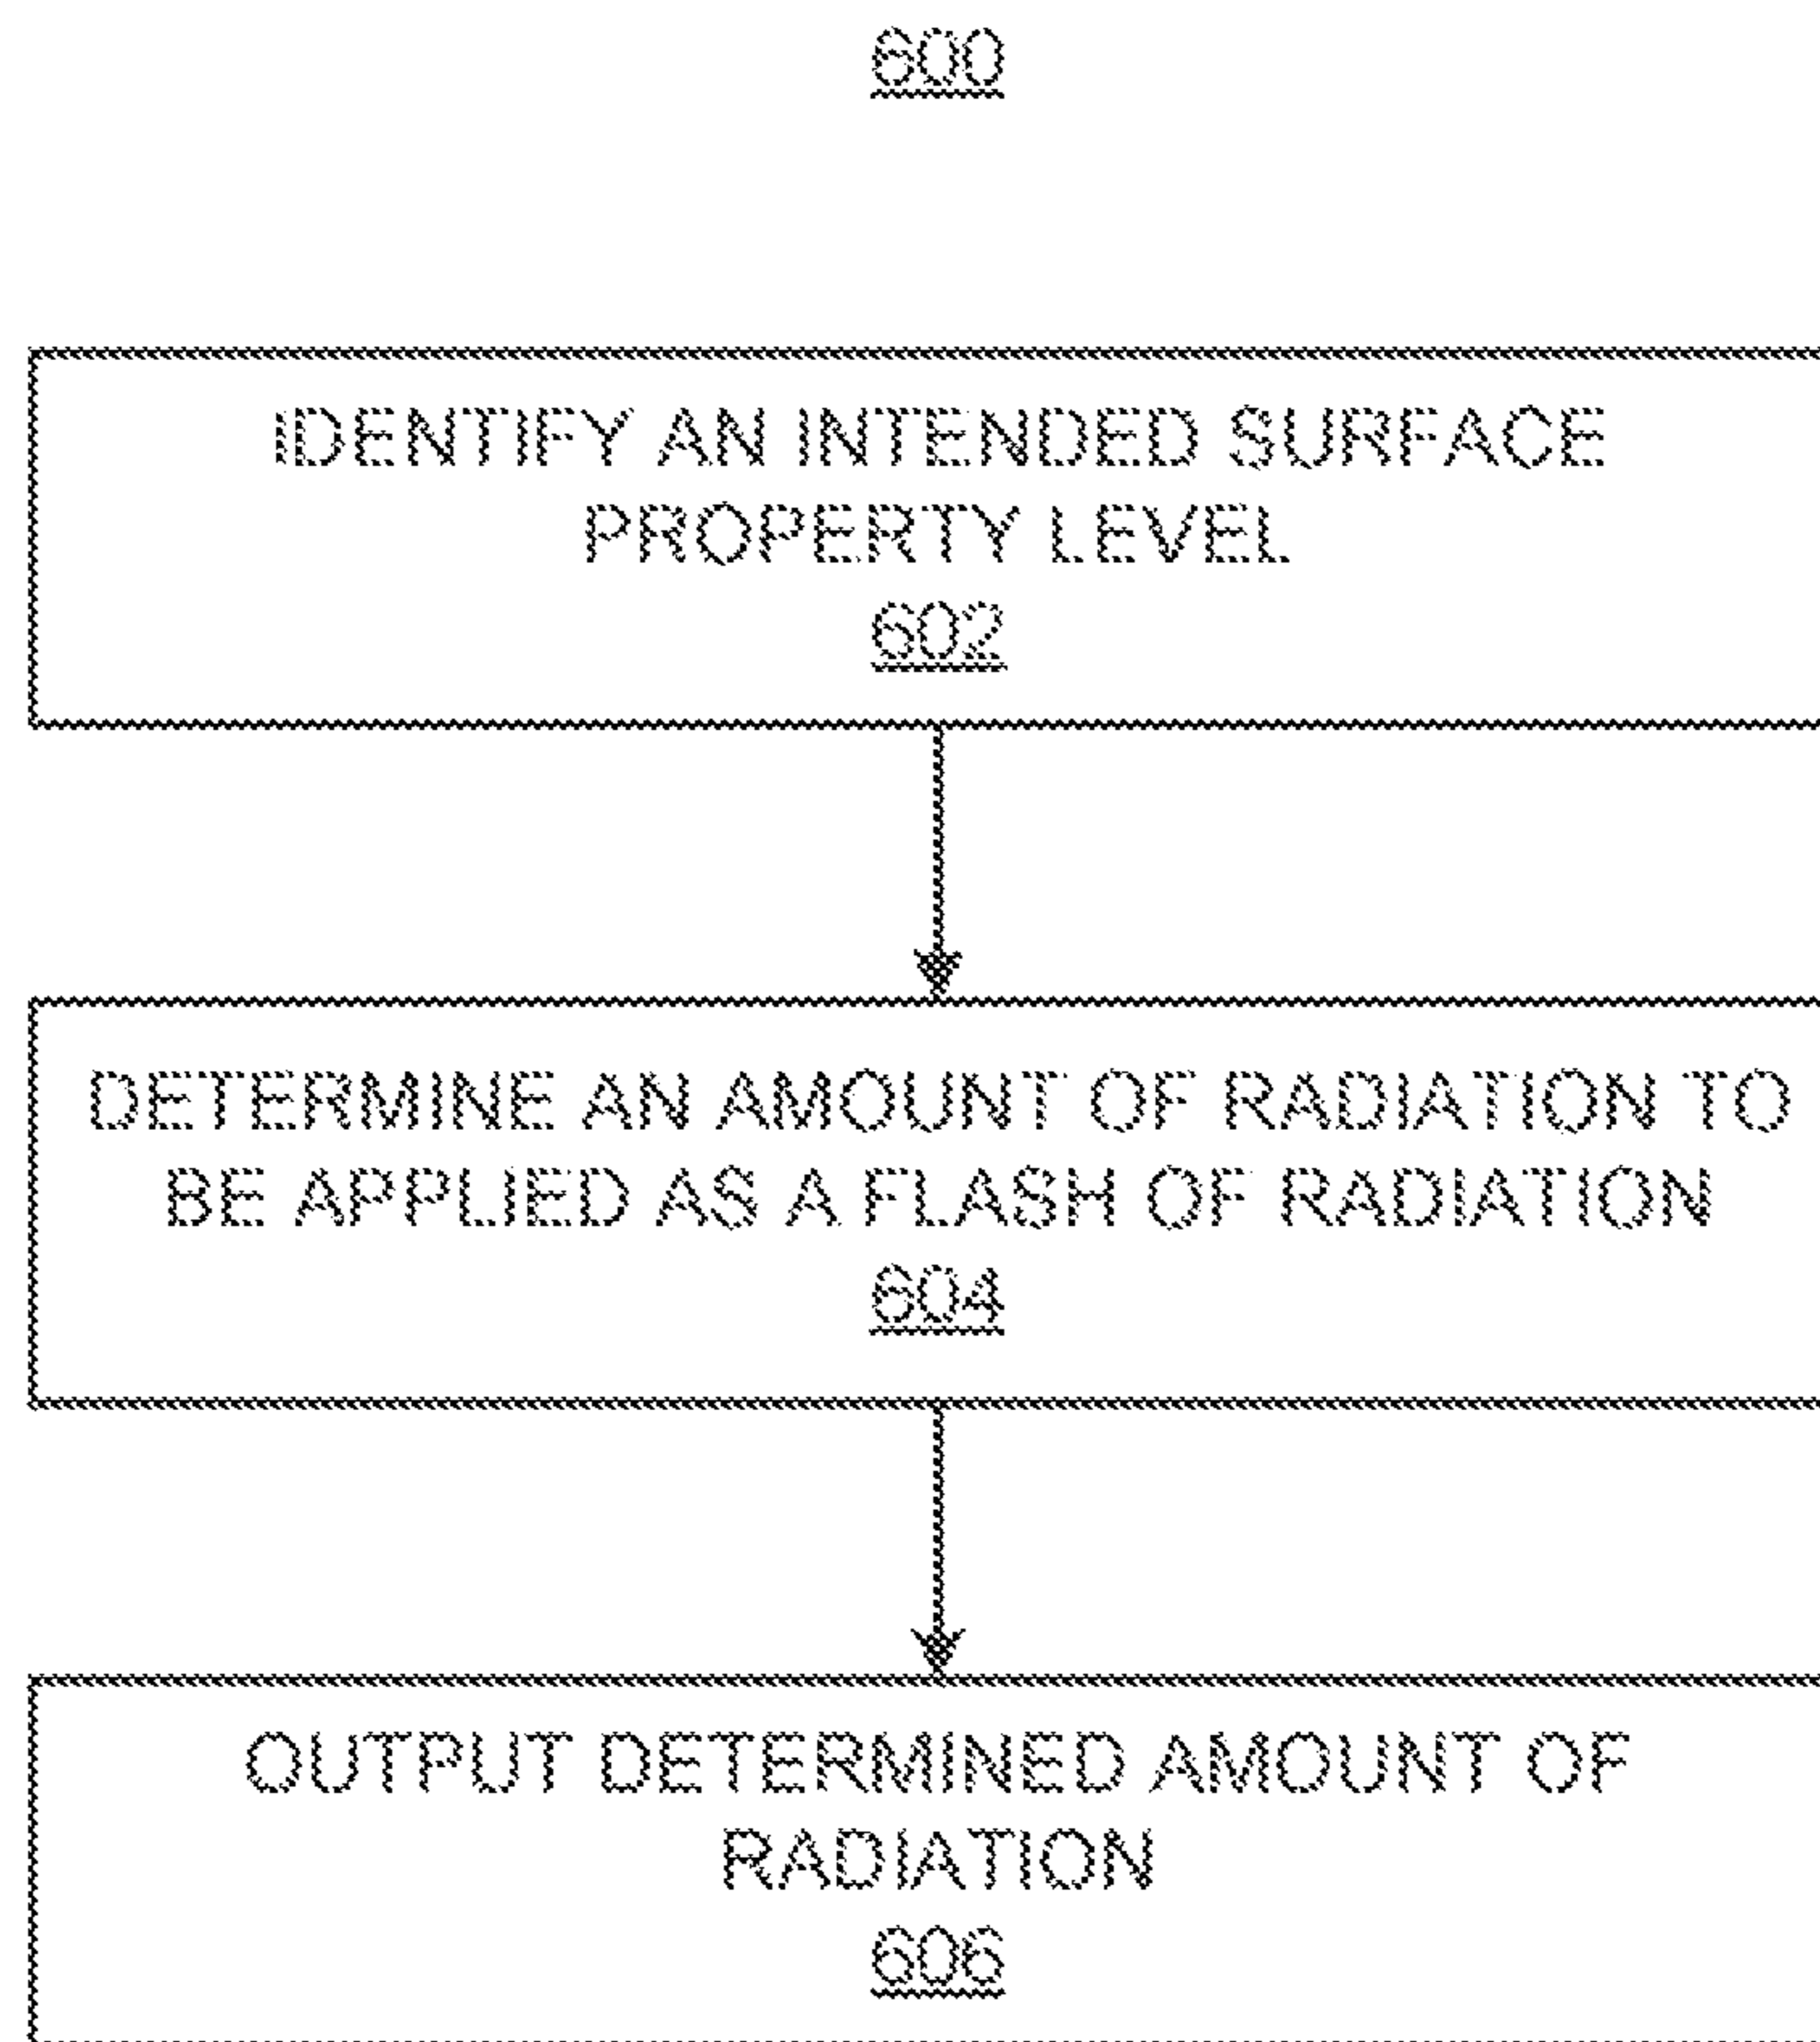 600
IDENTIFY AN INTENDED SURFACE
PROPERTY LEVEL
602
DETERMINE AN AMOUNT OF RADIATION TO
BE APPLIED AS A FLASH OF RADIATION
604
OUTPUT DETERMINED AMOUNT OF
RADIATION
606